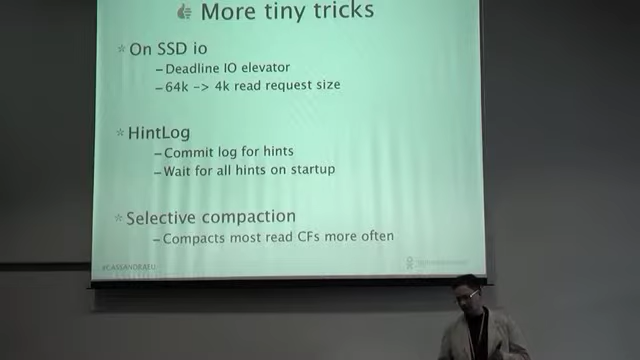 More tiny tricks
On SSD io
– Deadline IO elevator
– 64k -> 4k read request size
HintLog
– Commit log for hints
– Wait for all hints on startup
Selective compaction
– Compacts most read CFs more often
#CASSANDRAEU